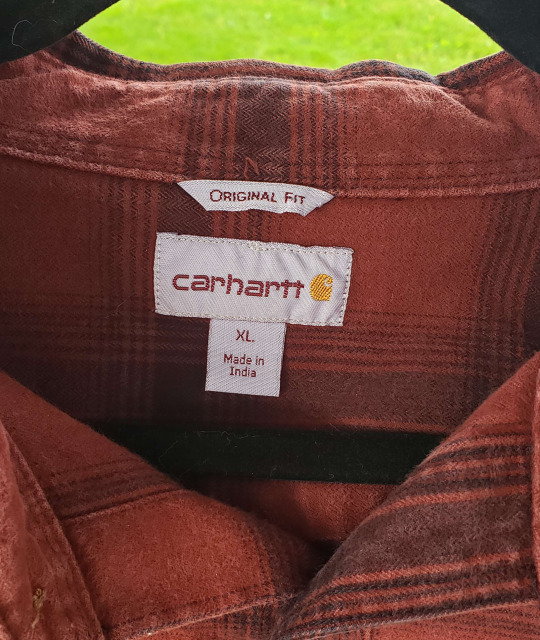 ORIGINAL FIT
carhartt
XL
Made in
India